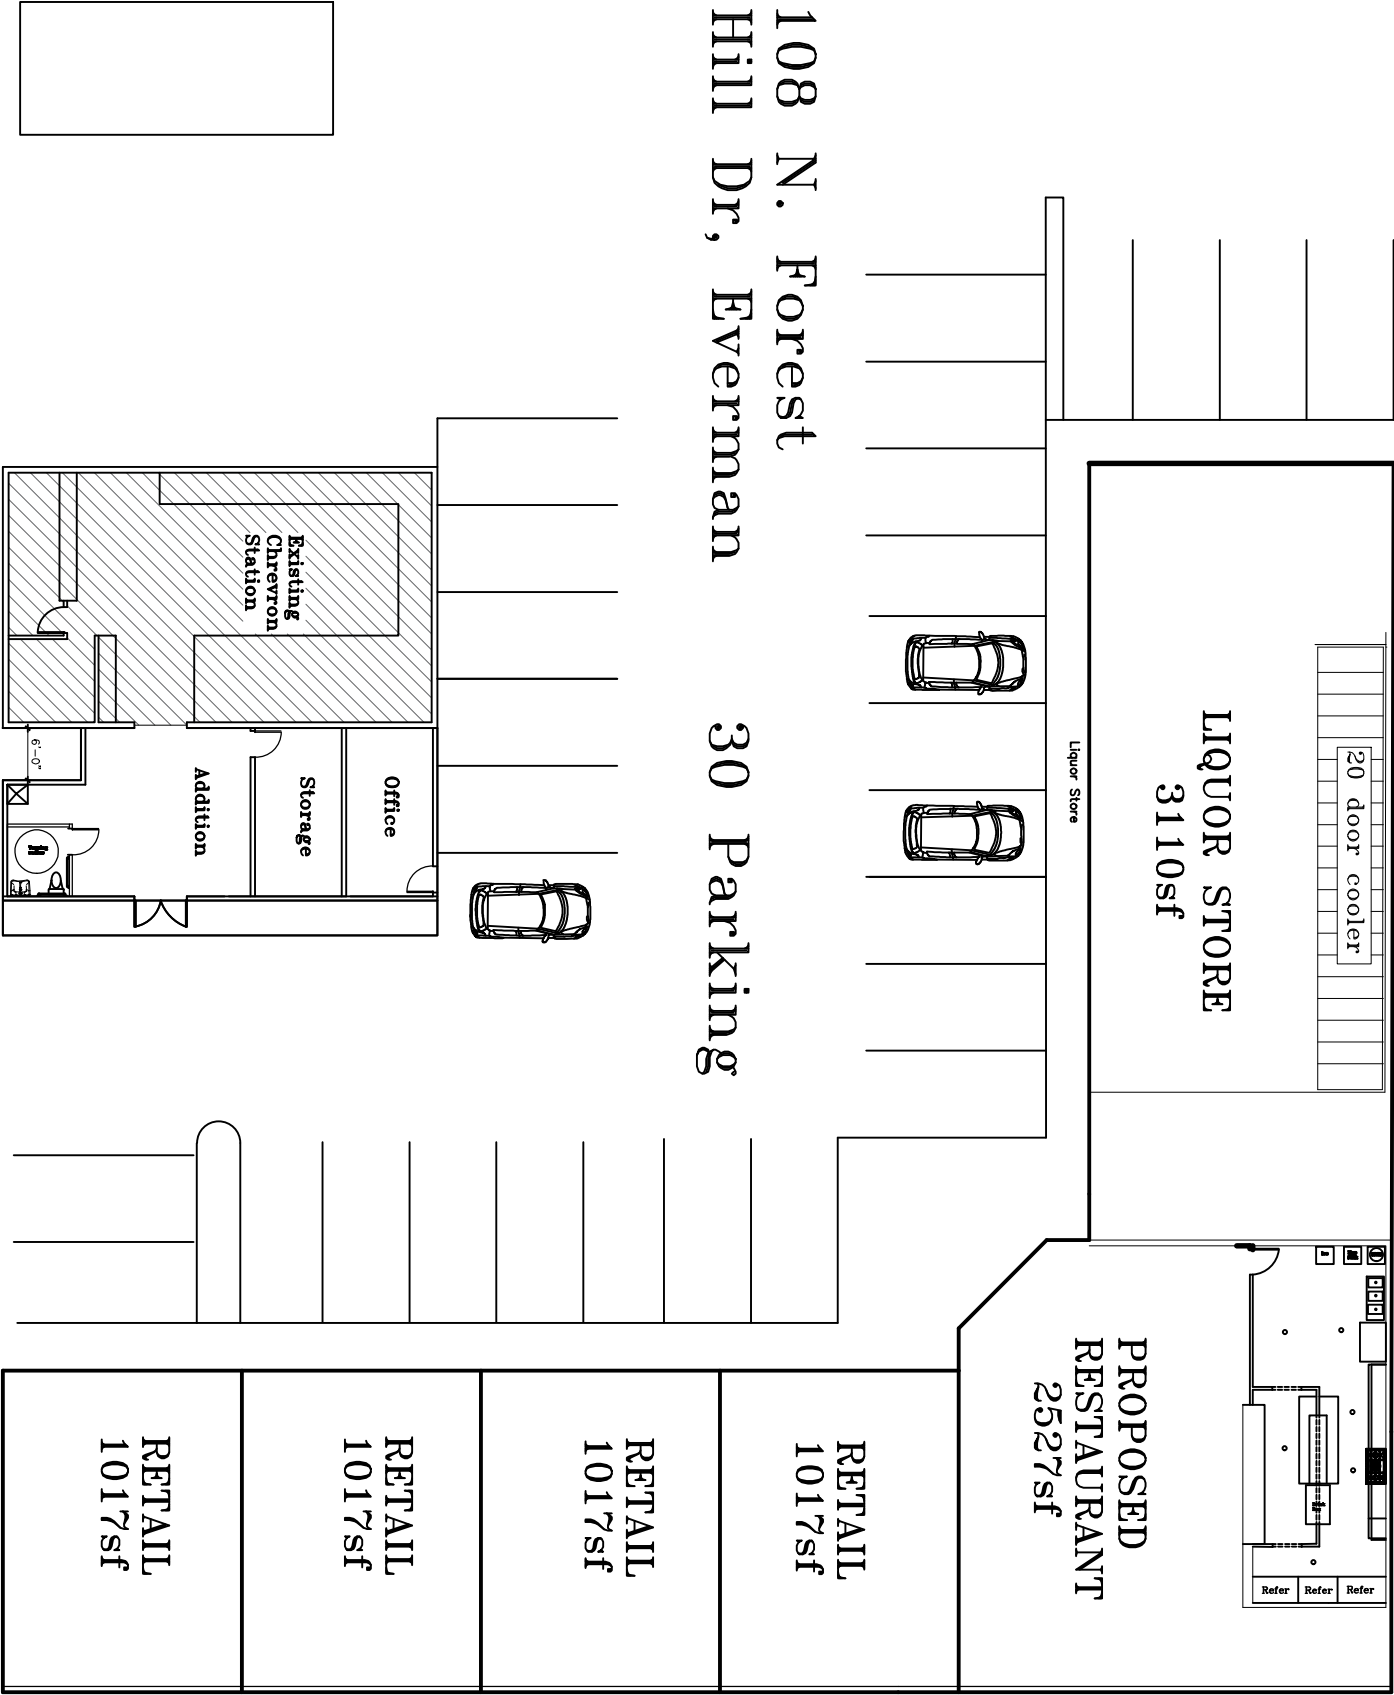 108 N. Forest
Hill Dr, Everman
30 Parking
LIQUOR STORE
3110sf
20 door cooler
Liquor Store
PROPOSED
RESTAURANT
2527sf
Refer
Refer
Refer
RETAIL
1017sf
RETAIL
1017sf
RETAIL
1017sf
RETAIL
1017sf
Existing
Chrevron
Station
Office
Storage
Addition
6'-0"